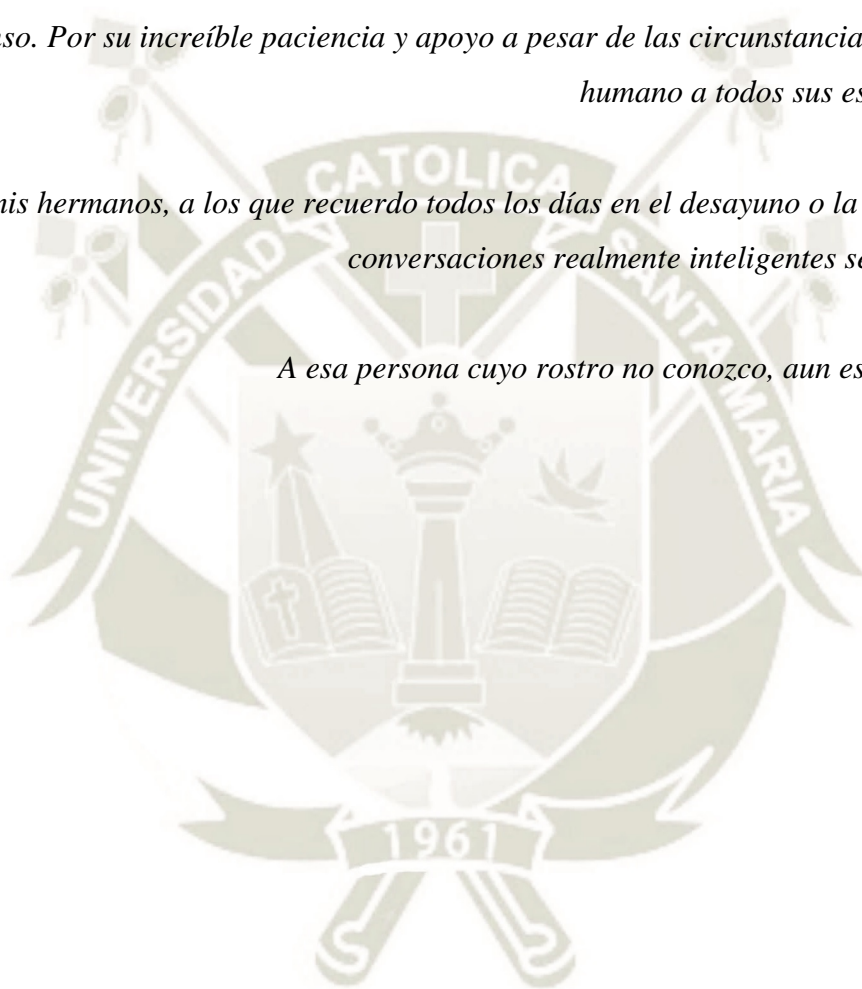 nso. Por su increíble paciencia y apoyo a pesar de las circunstancia
humano a todos sus es
nis hermanos, a los que recuerdo todos los días en el desayuno o la
conversaciones realmente inteligentes se
A esa persona cuyo rostro no conozco, aun es
UNIVERSIDAD CATOLICA SANTA MARIA
1961